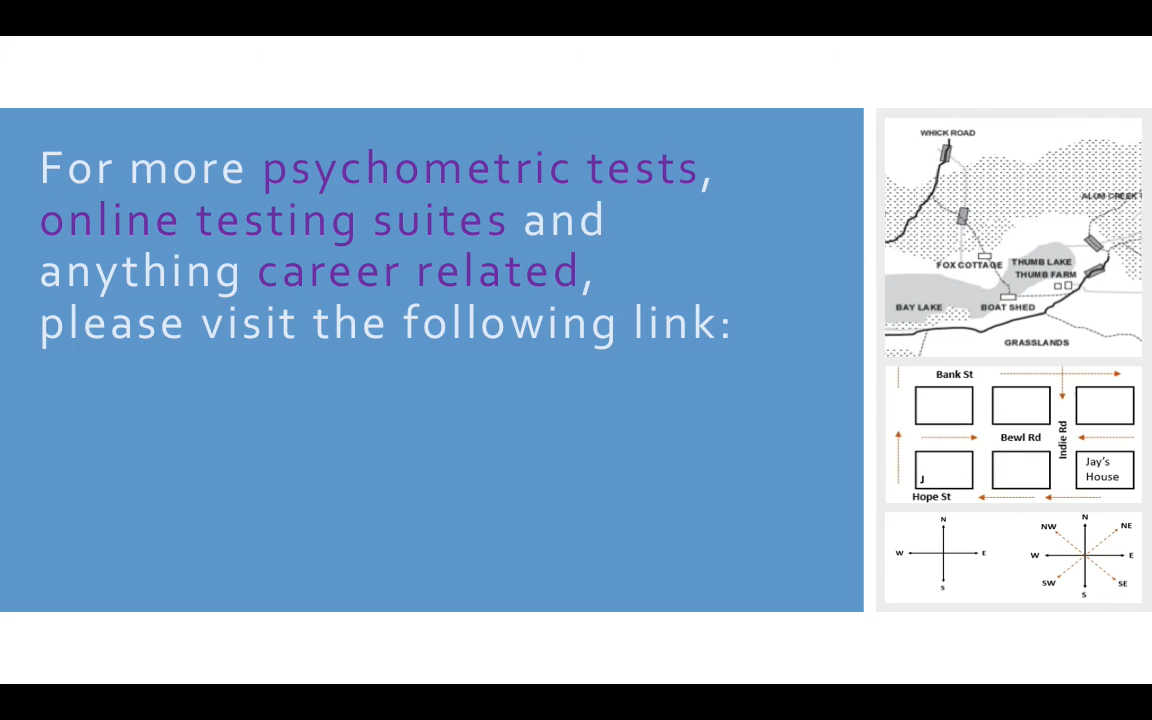 For more psychometric tests,
online testing suites and
anything career related,
please visit the following link:
WHICK ROAD
ALUM CREEK
FOX COTTAGE
THUMB LAKE
THUMB FARM
BAY LAKE
BOAT SHED
GRASSLANDS
Bank St
Bewl Rd
Indie Rd
Jay's
House
J
Hope St
N
W
E
S
N
NW
NE
W
E
SW
SE
S